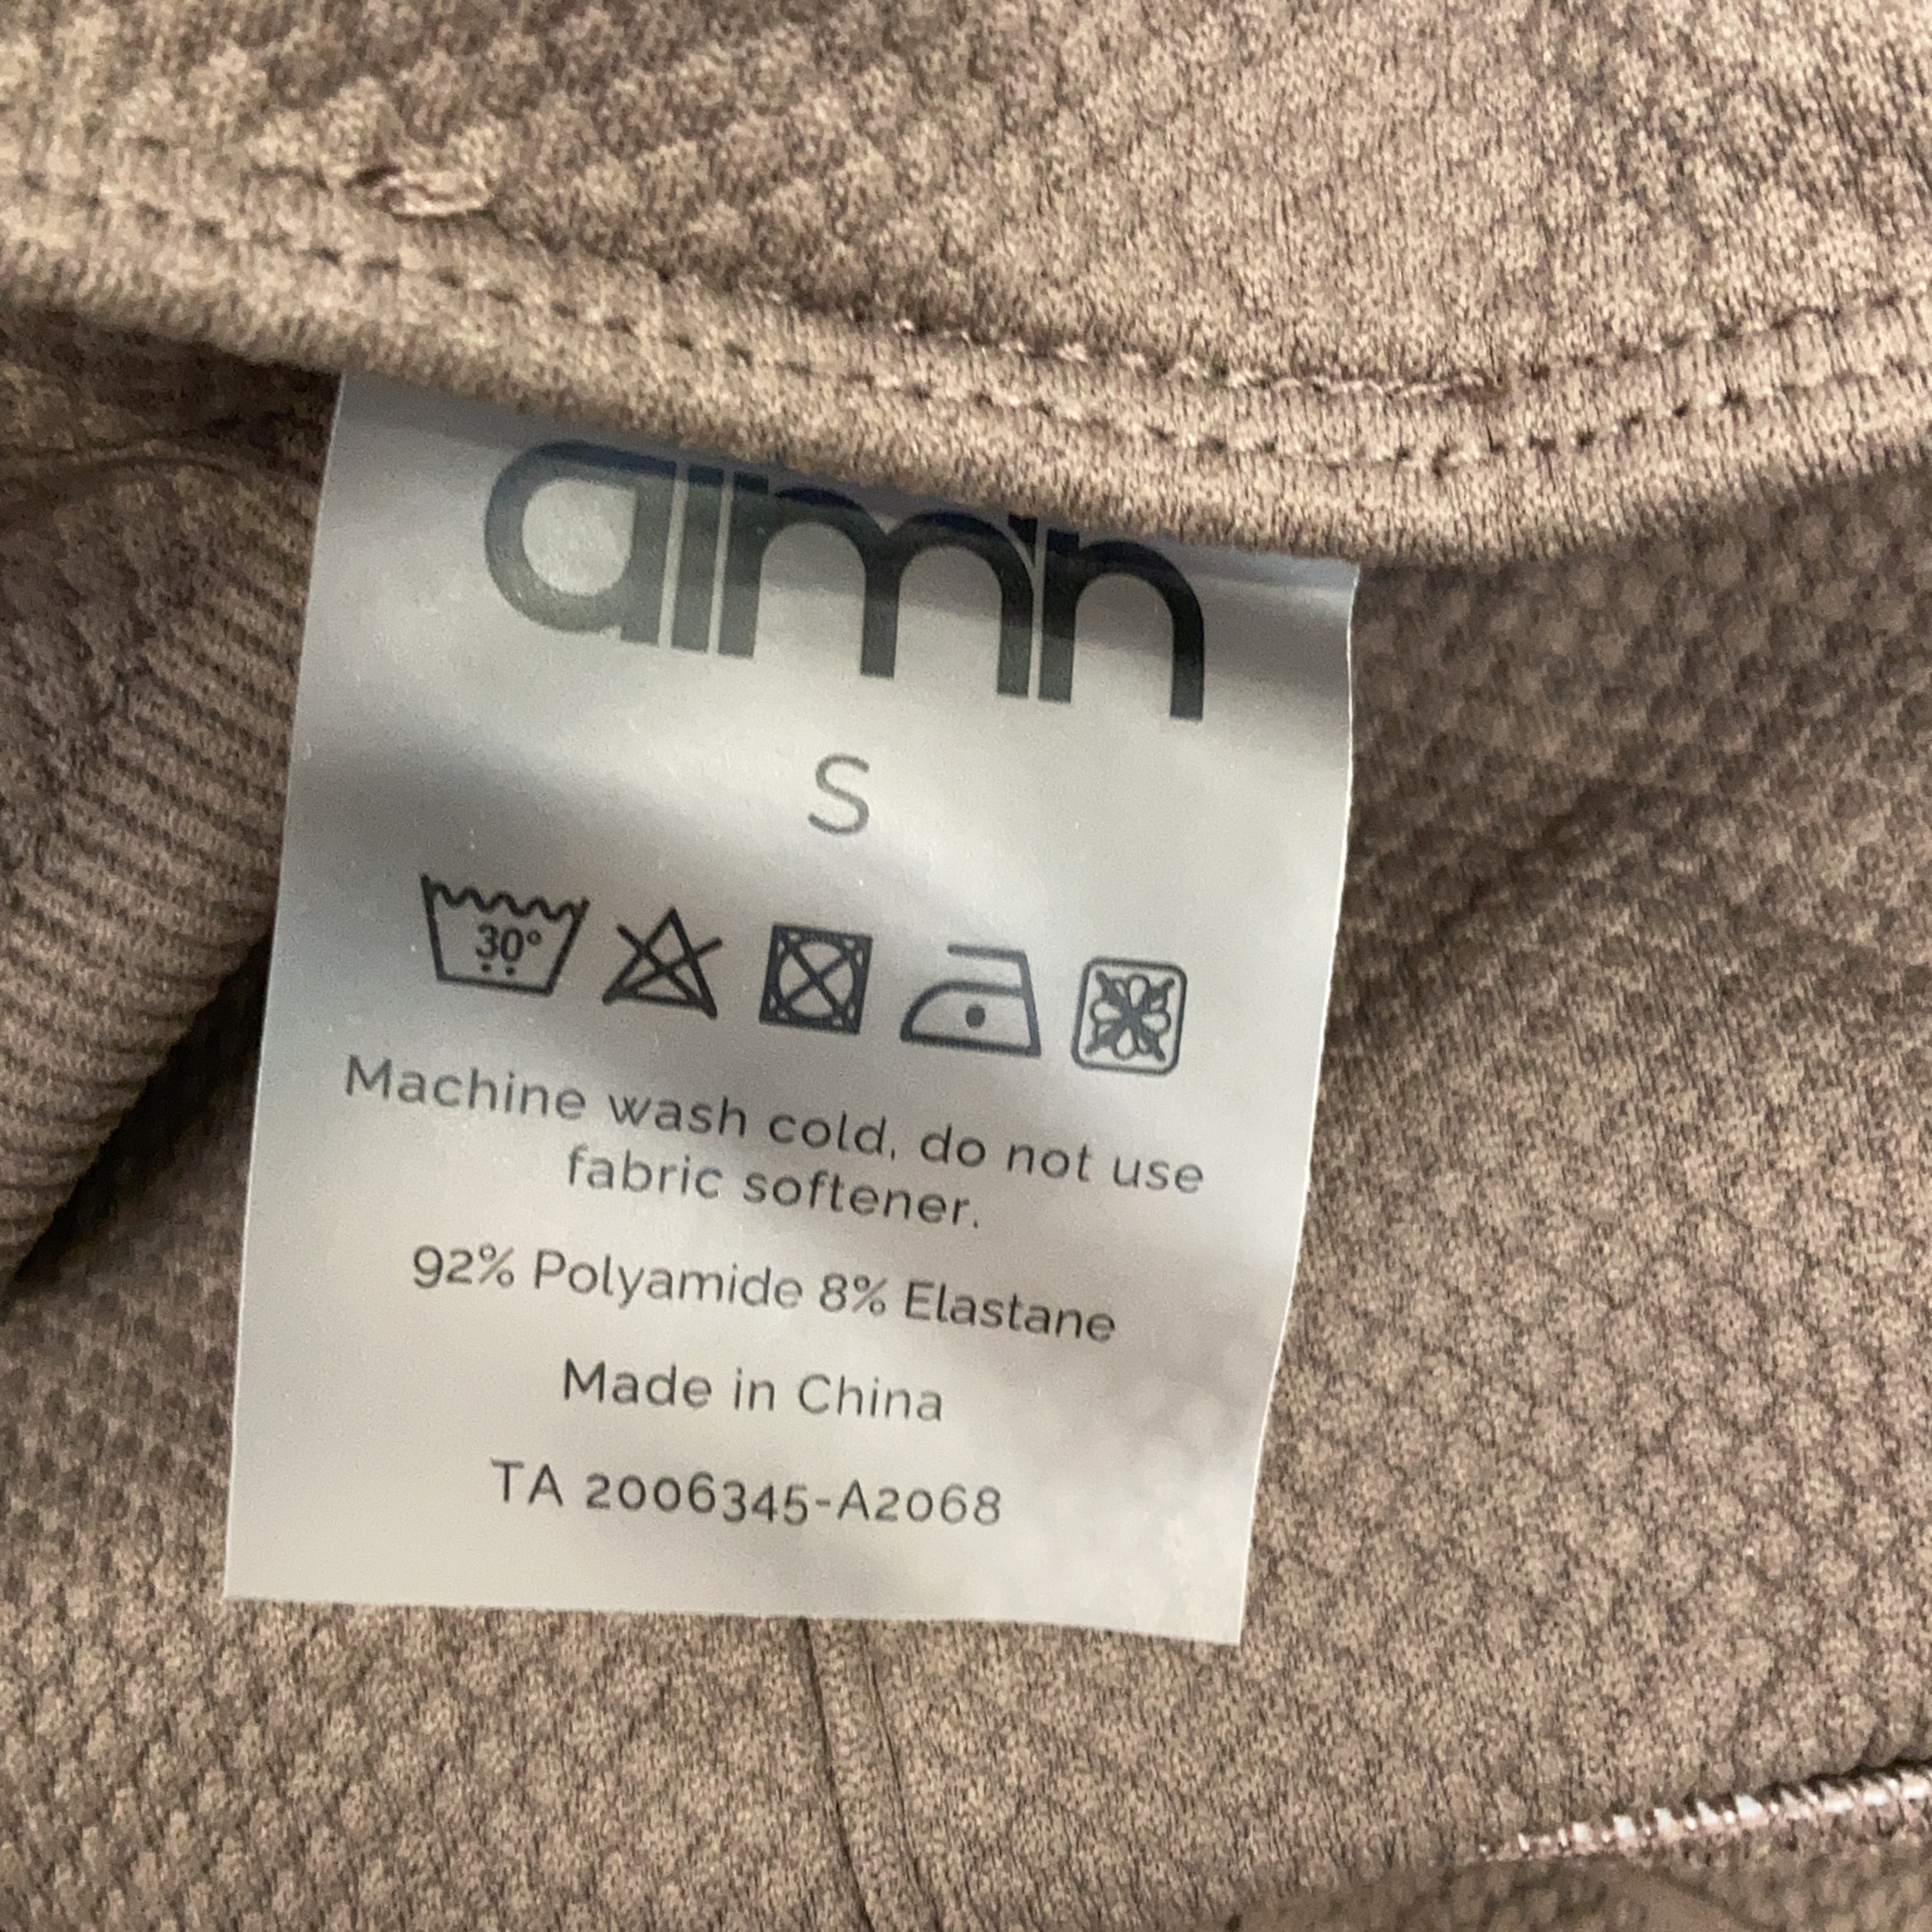 aim'n
S
30°
Machine wash cold, do not use
fabric softener.
92% Polyamide 8% Elastane
Made in China
TA 2006345-A2068